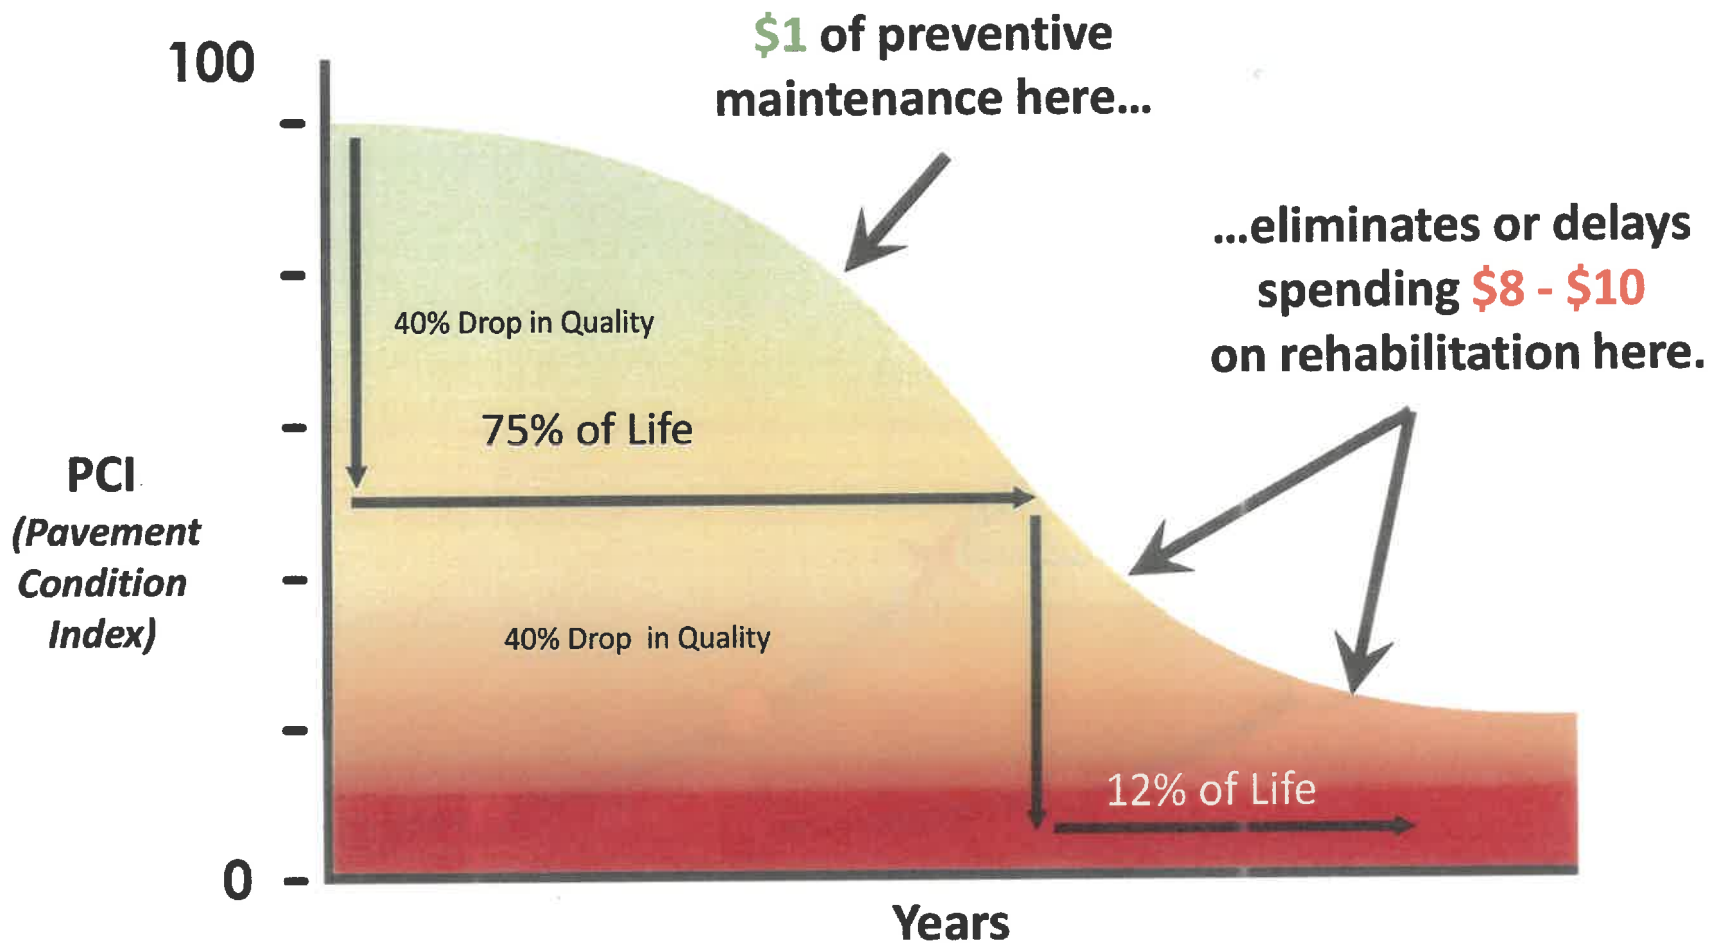 $1 of preventive
maintenance here...
100
...eliminates or delays
spending $8 - $10
on rehabilitation here.
40% Drop in Quality
75% of Life
PCI
(Pavement
Condition
Index)
40% Drop in Quality
12% of Life
0
Years